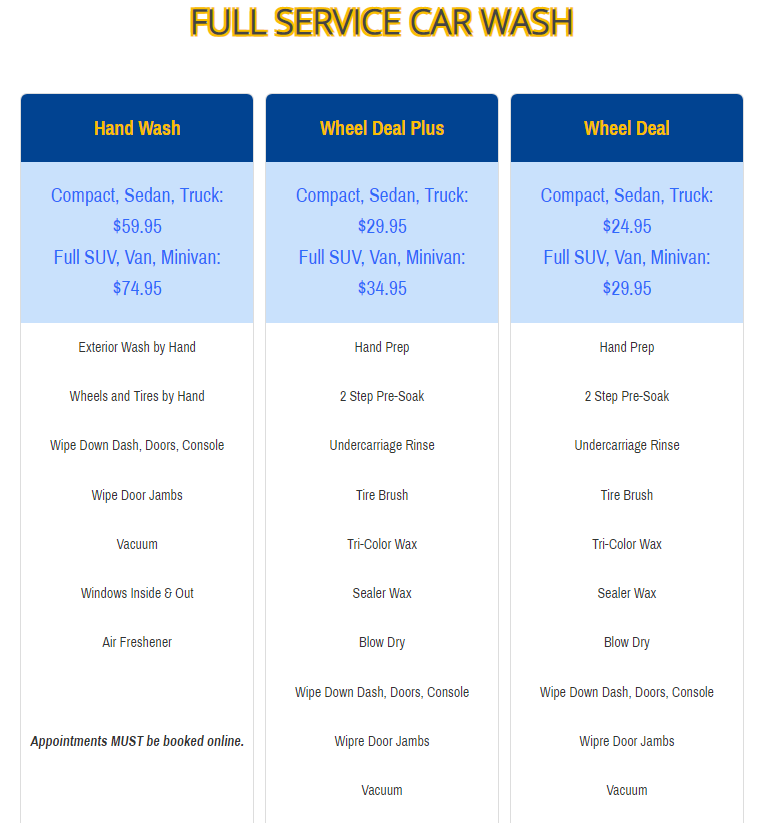 FULL SERVICE CAR WASH
Hand Wash
Compact, Sedan, Truck:
$59.95
Full SUV, Van, Minivan:
$74.95
Exterior Wash by Hand
Wheels and Tires by Hand
Wipe Down Dash, Doors, Console
Wipe Door Jambs
Vacuum
Windows Inside & Out
Air Freshener
Appointments MUST be booked online.
Wheel Deal Plus
Compact, Sedan, Truck:
$29.95
Full SUV, Van, Minivan:
$34.95
Hand Prep
2 Step Pre-Soak
Undercarriage Rinse
Tire Brush
Tri-Color Wax
Sealer Wax
Blow Dry
Wipe Down Dash, Doors, Console
Wipre Door Jambs
Vacuum
Wheel Deal
Compact, Sedan, Truck:
$24.95
Full SUV, Van, Minivan:
$29.95
Hand Prep
2 Step Pre-Soak
Undercarriage Rinse
Tire Brush
Tri-Color Wax
Sealer Wax
Blow Dry
Wipe Down Dash, Doors, Console
Wipre Door Jambs
Vacuum